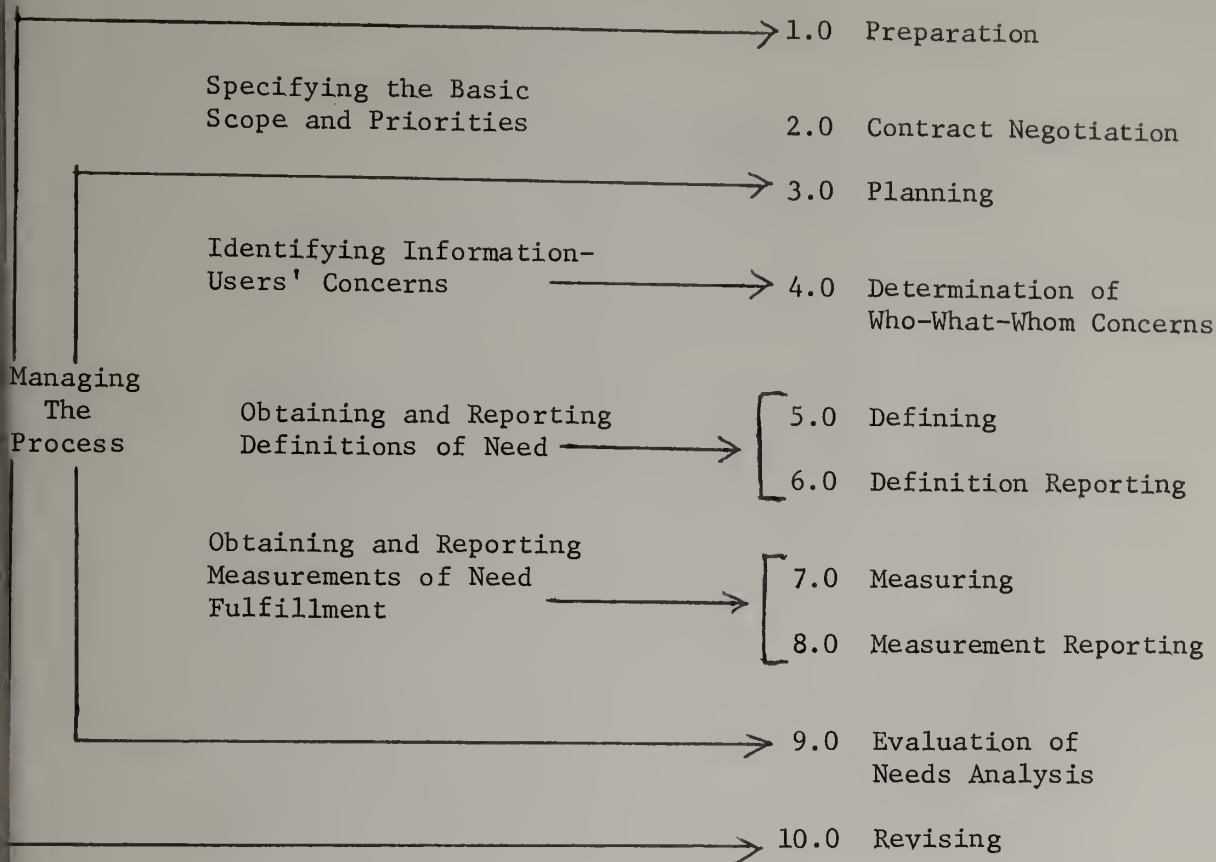 1.0 Preparation
Specifying the Basic
Scope and Priorities
2.0 Contract Negotiation
3.0 Planning
Identifying Information-
Users' Concerns
4.0 Determination of
Who-What-Whom Concerns
Managing
The
Process
Obtaining and Reporting
Definitions of Need
5.0 Defining
6.0 Definition Reporting
Obtaining and Reporting
Measurements of Need
Fulfillment
7.0 Measuring
8.0 Measurement Reporting
9.0 Evaluation of
Needs Analysis
10.0 Revising